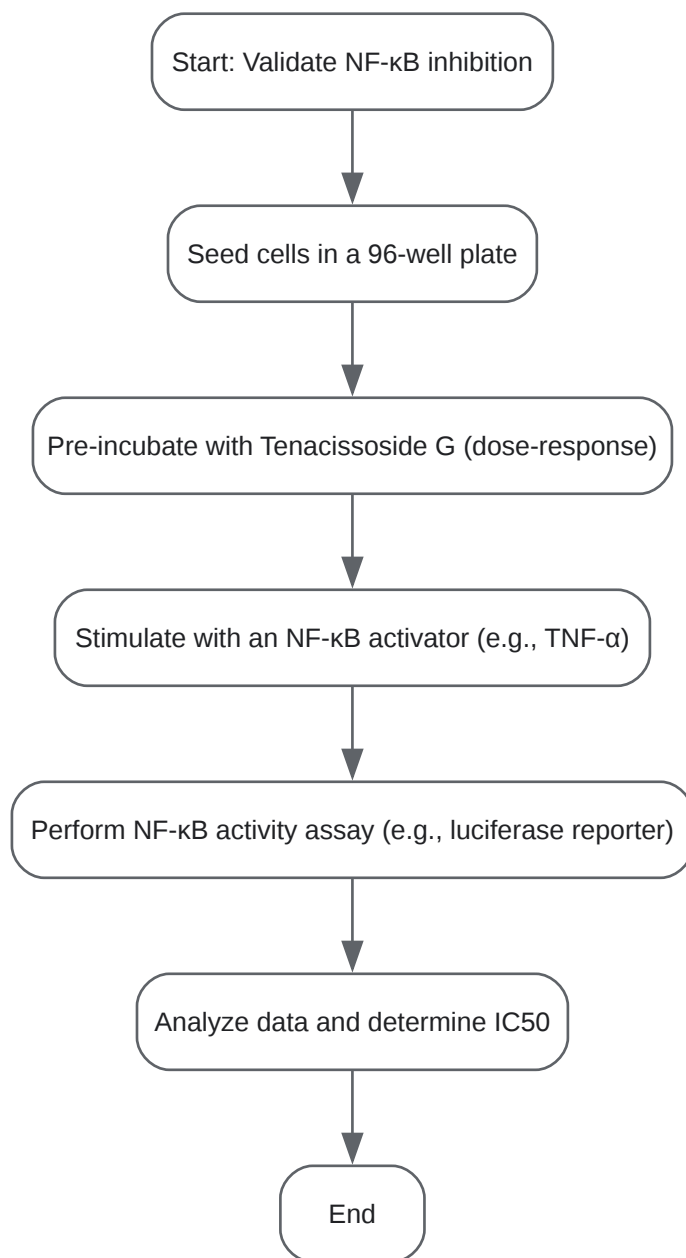 Start: Validate NF-κB inhibition
Seed cells in a 96-well plate
Pre-incubate with Tenacissoside G (dose-response)
Stimulate with an NF-κB activator (e.g., TNF-α)
Perform NF-κB activity assay (e.g., luciferase reporter)
Analyze data and determine IC50
End